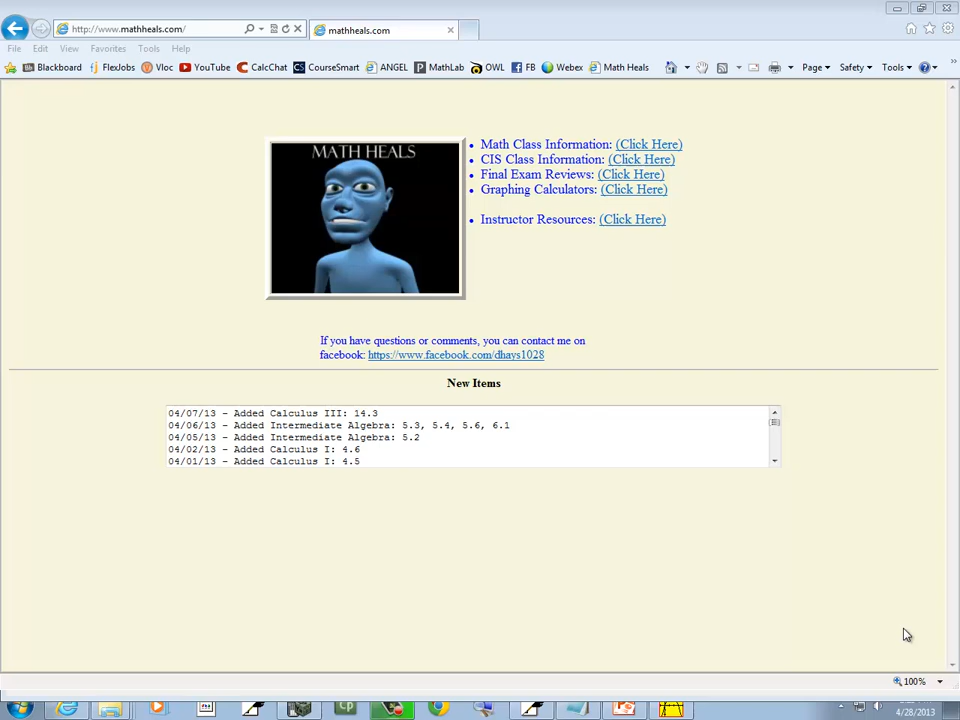 http://www.mathheals.com/
mathheals.com
File Edit View Favorites Tools Help
Blackboard FlexJobs Vloc YouTube CalcChat CourseSmart ANGEL MathLab OWL FB Webex Math Heals Page Safety Tools
MATH HEALS
Math Class Information: (Click Here)
CIS Class Information: (Click Here)
Final Exam Reviews: (Click Here)
Graphing Calculators: (Click Here)
Instructor Resources: (Click Here)
If you have questions or comments, you can contact me on
facebook: https://www.facebook.com/dhays1028
New Items
04/07/13 - Added Calculus III: 14.3
04/06/13 - Added Intermediate Algebra: 5.3, 5.4, 5.6, 6.1
04/05/13 - Added Intermediate Algebra: 5.2
04/02/13 - Added Calculus I: 4.6
04/01/13 - Added Calculus I: 4.5
100%
4/28/2013